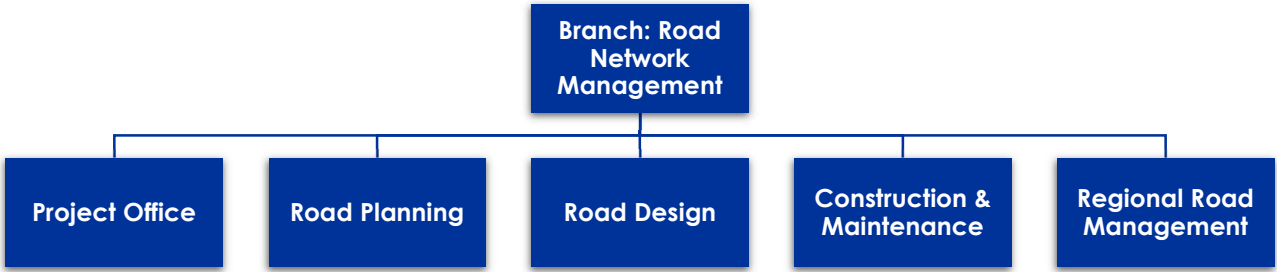 Branch: Road
Network
Management
Project Office
Road Planning
Road Design
Construction &
Maintenance
Regional Road
Management